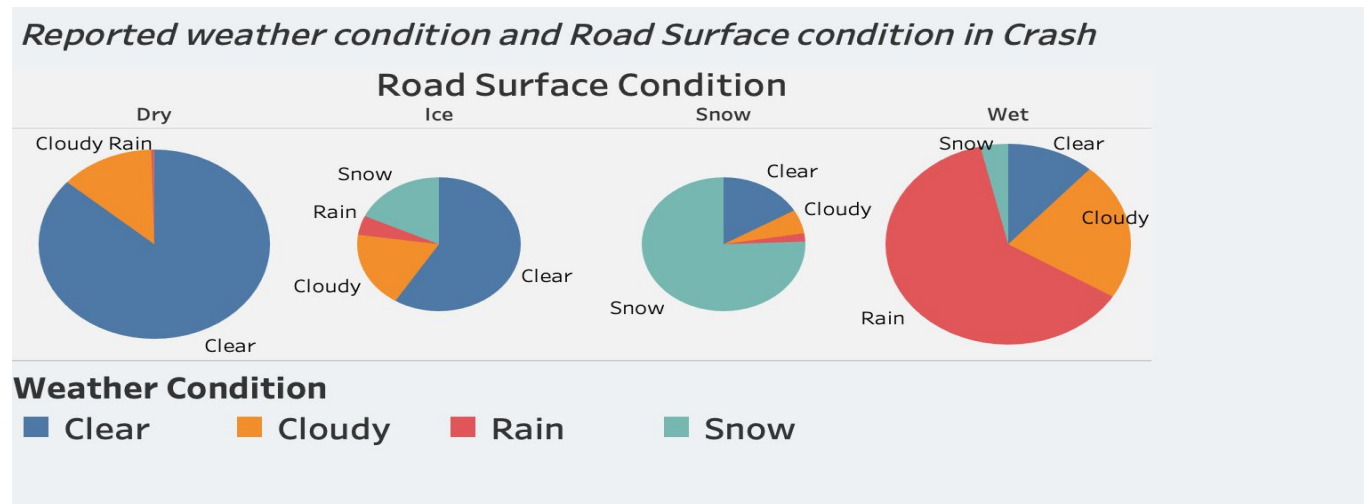 Reported weather condition and Road Surface condition in Crash
Road Surface Condition
Dry Ice Snow Wet
Cloudy Rain
Clear
Snow
Rain
Cloudy
Clear
Clear
Cloudy
Snow
Snow
Clear
Cloudy
Rain
Weather Condition
Clear Cloudy Rain Snow